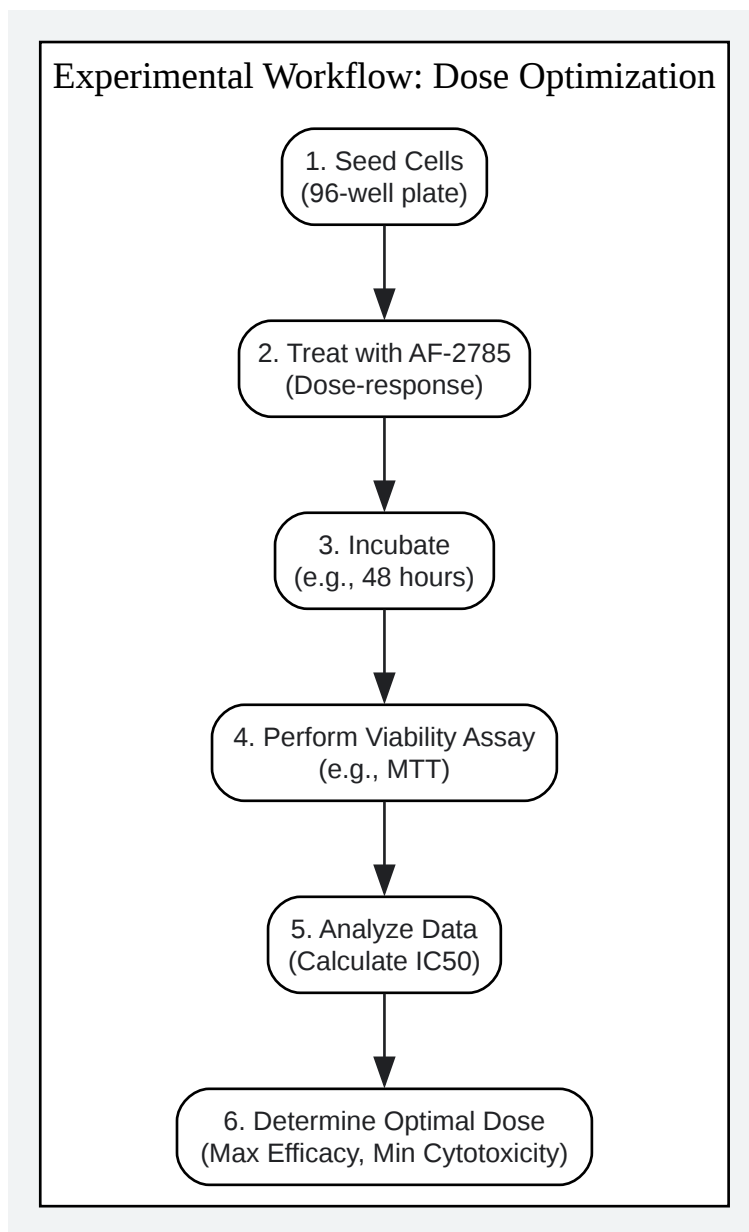 Experimental Workflow: Dose Optimization
1. Seed Cells
(96-well plate)
2. Treat with AF-2785
(Dose-response)
3. Incubate
(e.g., 48 hours)
4. Perform Viability Assay
(e.g., MTT)
5. Analyze Data
(Calculate IC50)
6. Determine Optimal Dose
(Max Efficacy, Min Cytotoxicity)